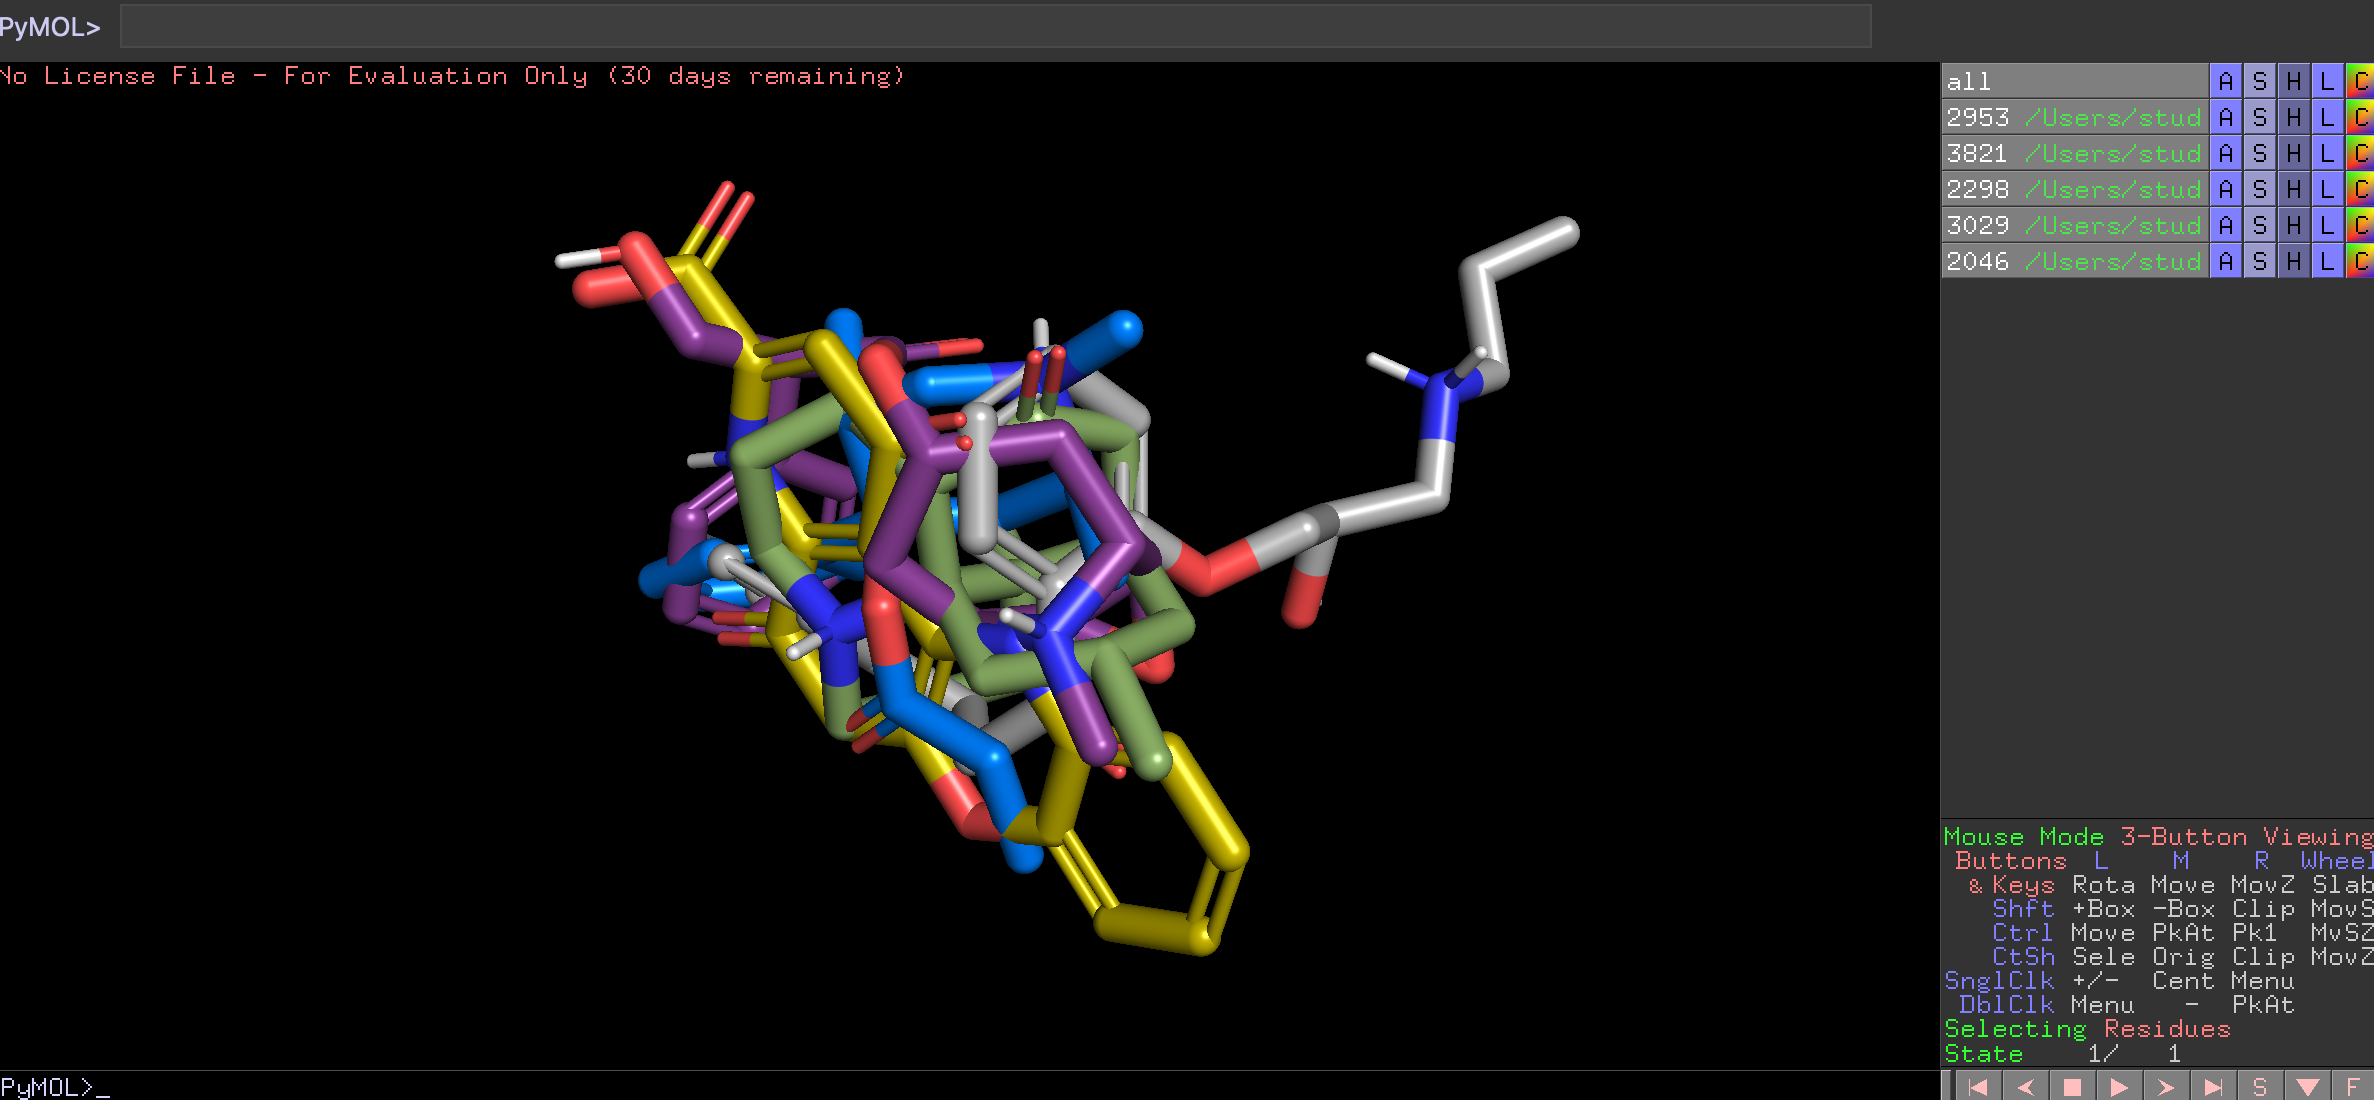 PyMOL>
No License File - For Evaluation Only (30 days remaining)
all A S H L C
2953 /Users/stud A S H L C
3821 /Users/stud A S H L C
2298 /Users/stud A S H L C
3029 /Users/stud A S H L C
2046 /Users/stud A S H L C
Mouse Mode 3-Button Viewing
Buttons L M R Wheel
& Keys Rota Move MovZ Slab
Shft +Box -Box Clip MovS
Ctrl Move PkAt Pk1 MvSZ
CtSh Sele Orig Clip MovZ
SnglClk +/- Cent Menu
DblClk Menu - PkAt
Selecting Residues
State 1/ 1
PyMOL>_
S F